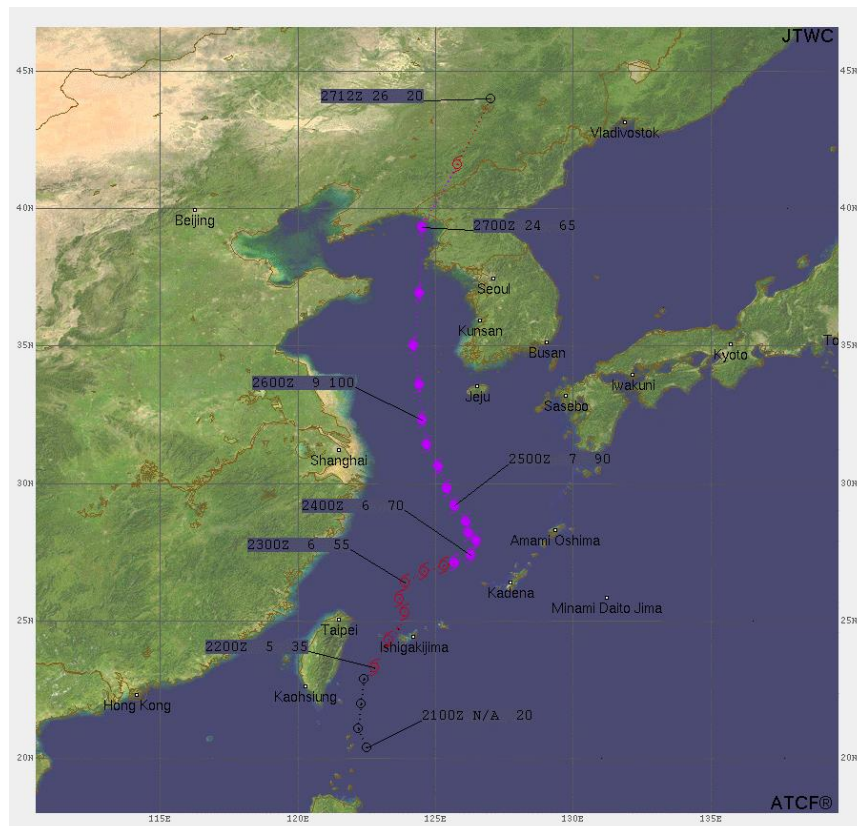 JTWC
45N
45N
2712Z 26 20
Vladivostok
40N
Beijing
40N
2700Z 24 65
Seoul
Kunsan
35N
Busan
Kyoto
To
35N
2600Z 9 100
Jeju
Sasebo
Iwakuni
Shanghai
2500Z 7 90
30N
30N
2400Z 6 70
2300Z 6 55
Amami Oshima
Kadena
Minami Daito Jima
25N
Taipei
25N
2200Z 5 35
Ishigakijima
Hong Kong
Kaohsiung
2100Z N/A 20
20N
20N
ATCF®
115E
120E
125E
130E
135E